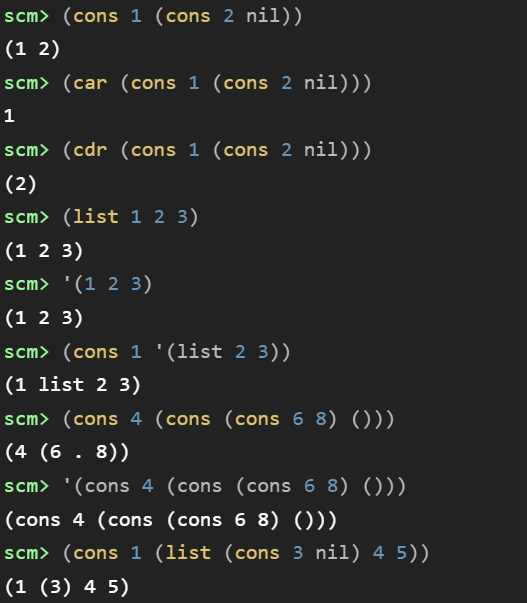 scm> (cons 1 (cons 2 nil))
(1 2)
scm> (car (cons 1 (cons 2 nil)))
1
scm> (cdr (cons 1 (cons 2 nil)))
(2)
scm> (list 1 2 3)
(1 2 3)
scm> '(1 2 3)
(1 2 3)
scm> (cons 1 '(list 2 3))
(1 list 2 3)
scm> (cons 4 (cons (cons 6 8) ()))
(4 (6 . 8))
scm> '(cons 4 (cons (cons 6 8) ()))
(cons 4 (cons (cons 6 8) ()))
scm> (cons 1 (list (cons 3 nil) 4 5))
(1 (3) 4 5)